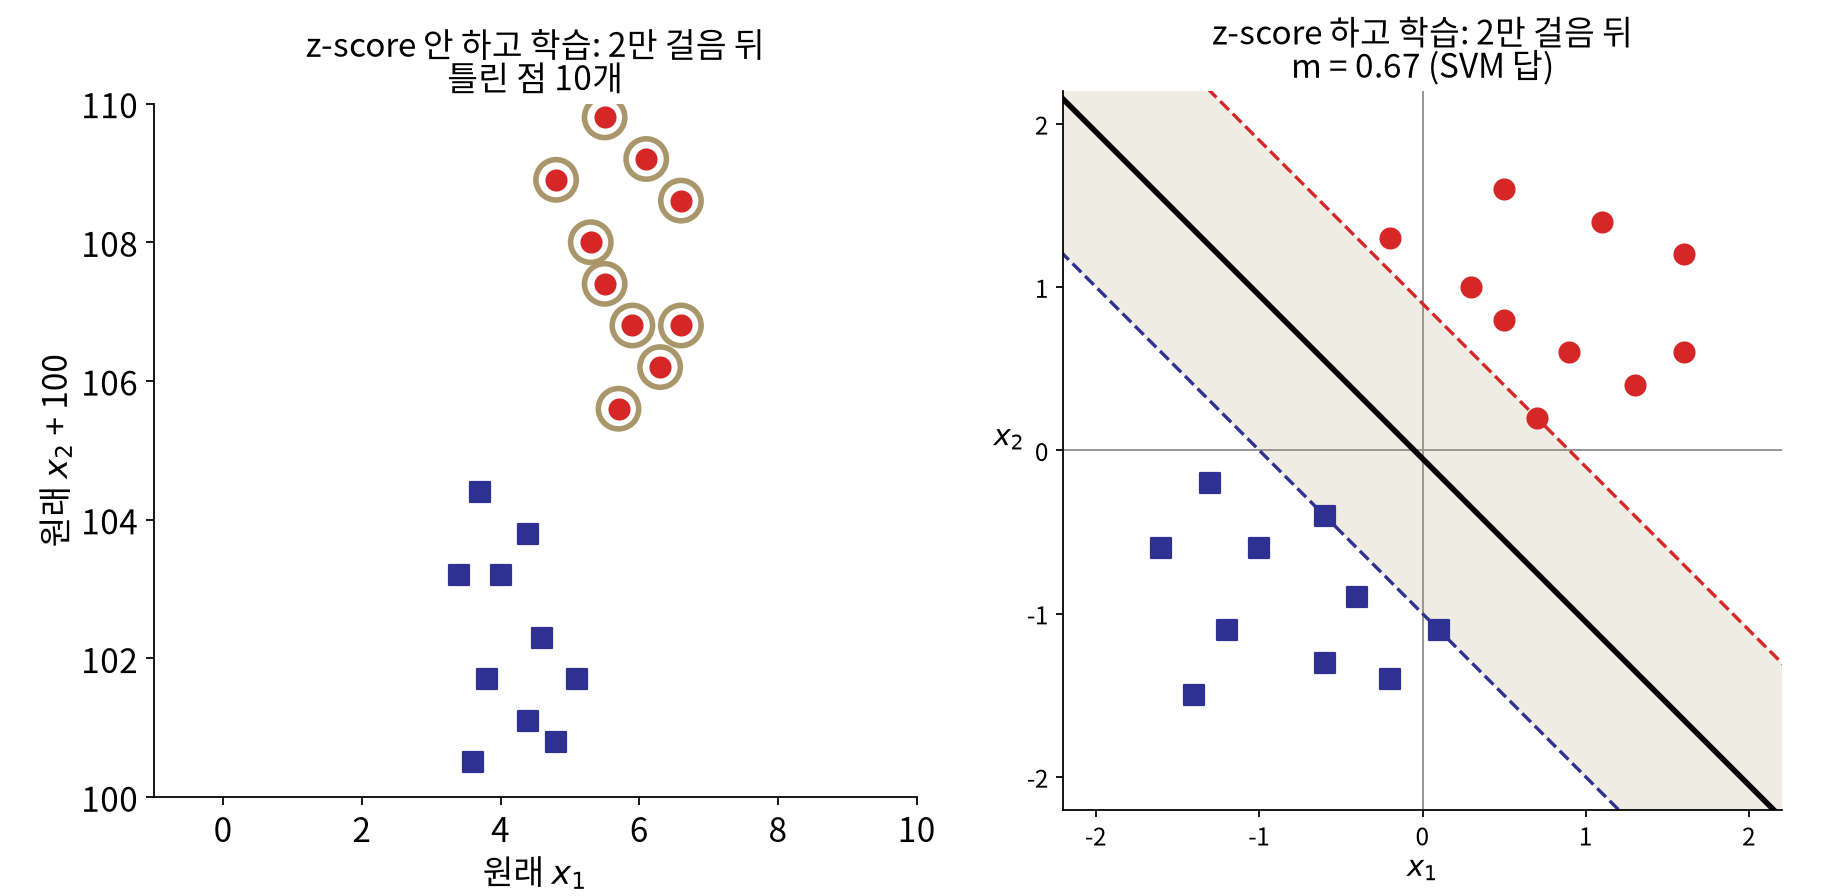 z-score 안 하고 학습: 2만 걸음 뒤
틀린 점 10개
110
108
106
104
102
100
원래 x₂ + 100
0 2 4 6 8 10
원래 x₁
z-score 하고 학습: 2만 걸음 뒤
m = 0.67 (SVM 답)
2
1
0
-1
-2
x₂
-2 -1 0 1 2
x₁